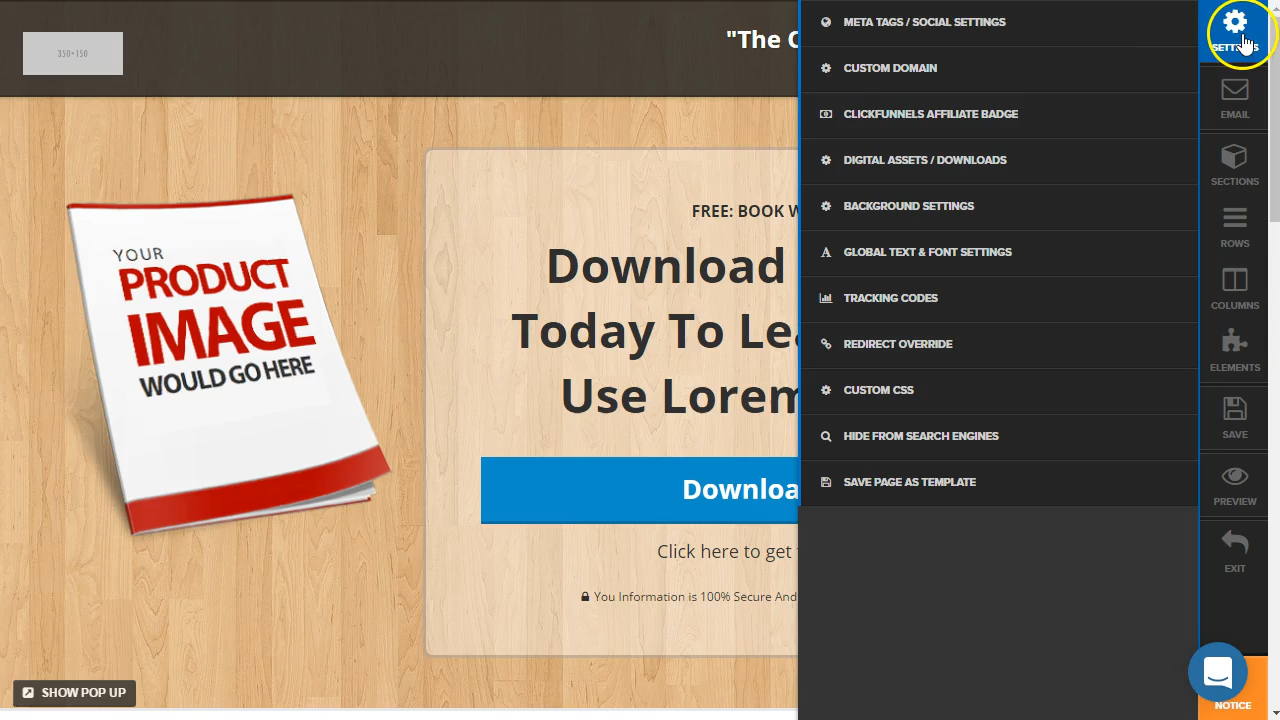 350×150
"The C
YOUR
PRODUCT
IMAGE
WOULD GO HERE
FREE: BOOK W
Download
Today To Lea
Use Lorem
Downloa
Click here to get
You Information is 100% Secure And
SHOW POP UP
META TAGS / SOCIAL SETTINGS
CUSTOM DOMAIN
CLICKFUNNELS AFFILIATE BADGE
DIGITAL ASSETS / DOWNLOADS
BACKGROUND SETTINGS
GLOBAL TEXT & FONT SETTINGS
TRACKING CODES
REDIRECT OVERRIDE
CUSTOM CSS
HIDE FROM SEARCH ENGINES
SAVE PAGE AS TEMPLATE
SETTINGS
EMAIL
SECTIONS
ROWS
COLUMNS
ELEMENTS
SAVE
PREVIEW
EXIT
NOTICE